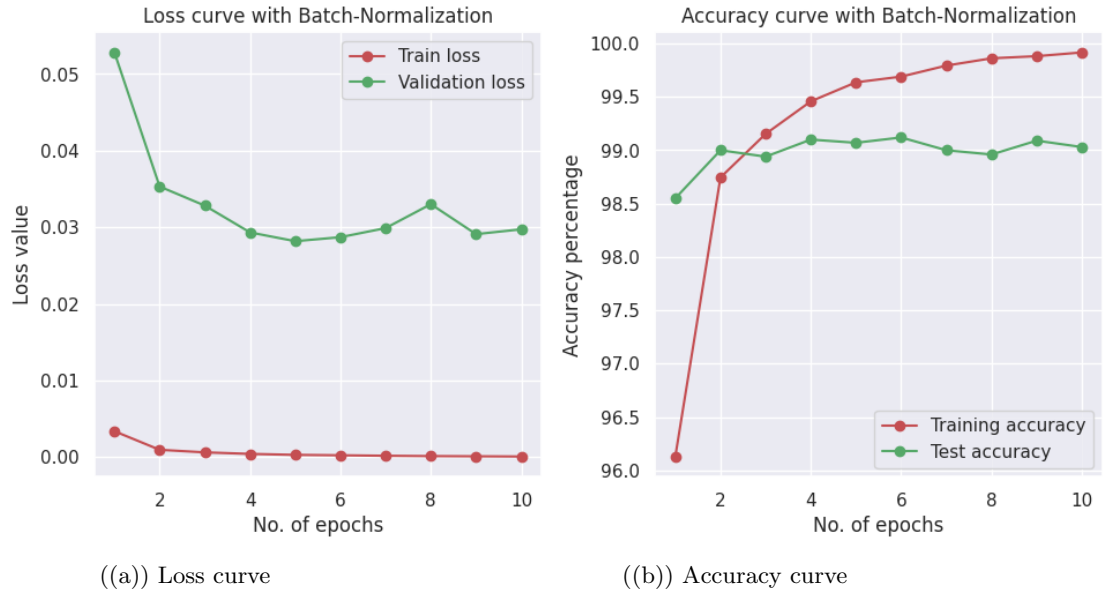 Loss curve with Batch-Normalization
Train loss
Validation loss
0.05
0.04
0.03
0.02
0.01
0.00
Loss value
2 4 6 8 10
No. of epochs
((a)) Loss curve
Accuracy curve with Batch-Normalization
100.0
99.5
99.0
98.5
98.0
97.5
97.0
96.5
96.0
Accuracy percentage
Training accuracy
Test accuracy
2 4 6 8 10
No. of epochs
((b)) Accuracy curve